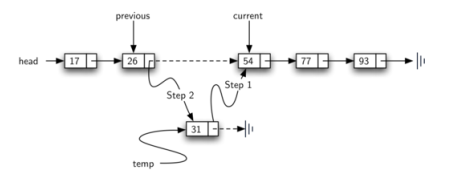 previous current
head 17 26 54 77 93
Step 1
Step 2
31
temp